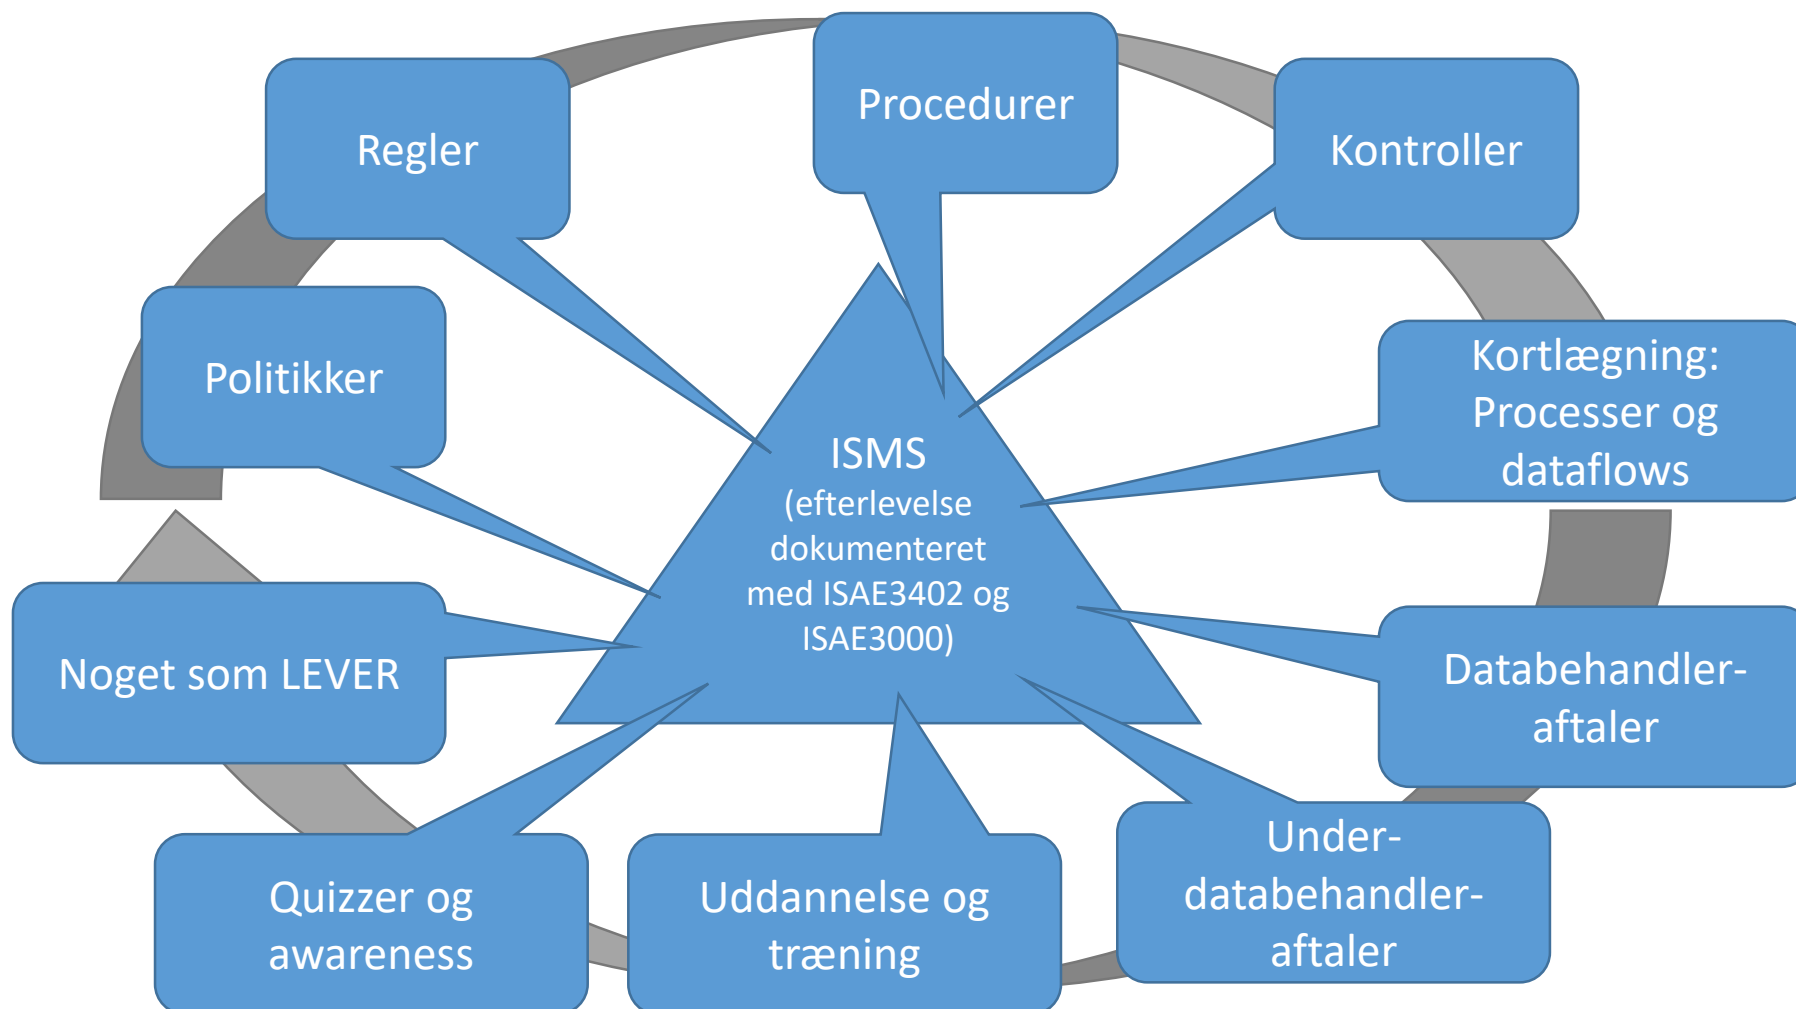 Procedurer
Regler
Kontroller
Politikker
Kortlægning:
Processer og
dataflows
ISMS
(efterlevelse
dokumenteret
med ISAE3402 og
ISAE3000)
Noget som LEVER
Databehandler-
aftaler
Under-
databehandler-
aftaler
Quizzer og
awareness
Uddannelse og
træning